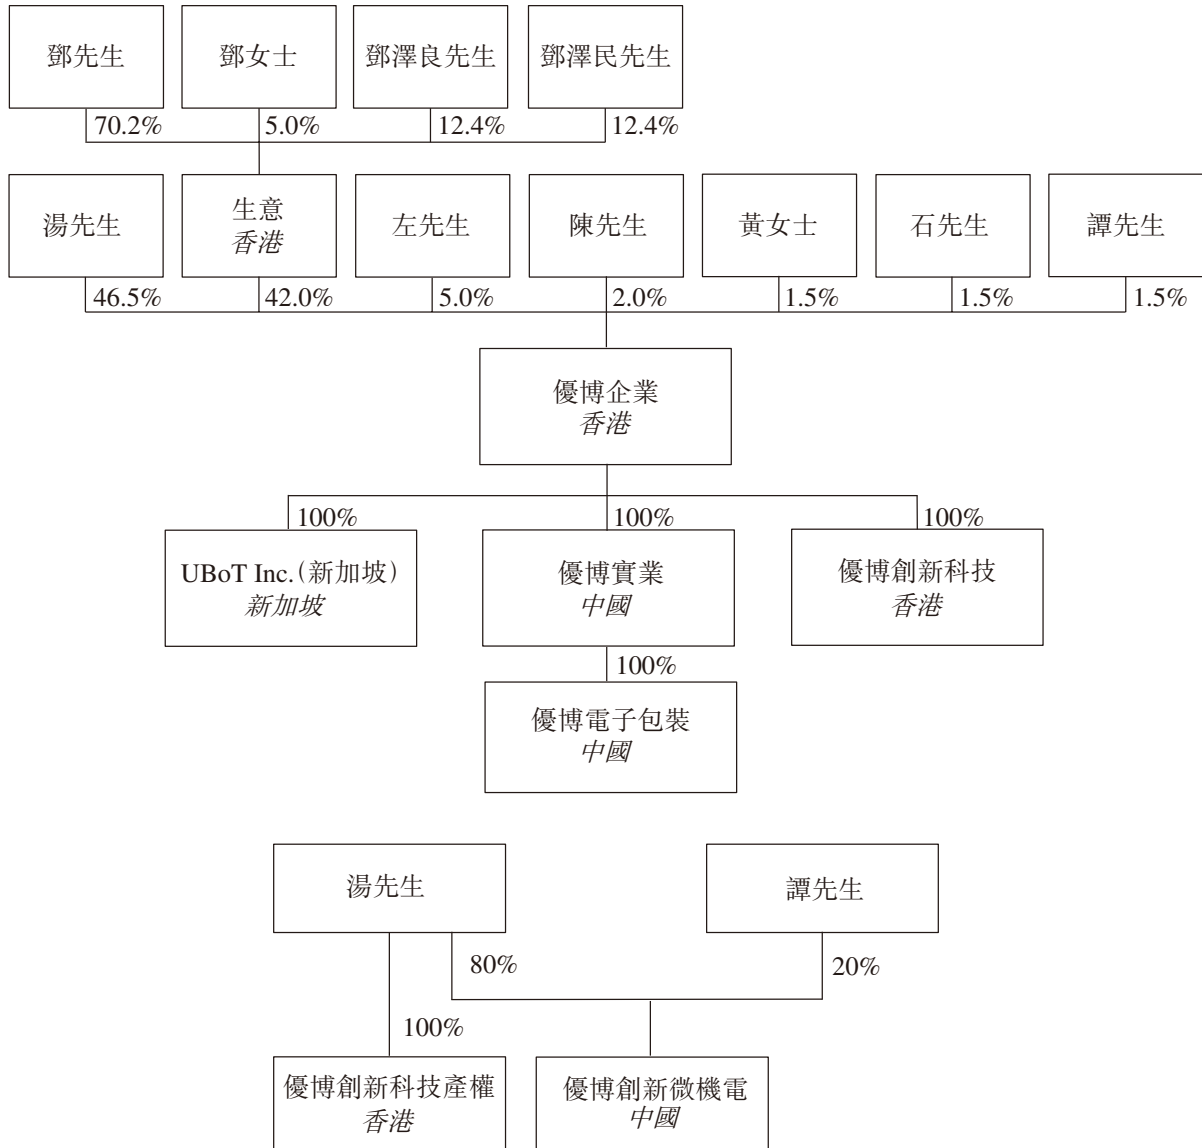 鄧先生
鄧女士
鄧澤良先生
鄧澤民先生
70.2%
5.0%
12.4%
12.4%
湯先生
生意
香港
左先生
陳先生
黃女士
石先生
譚先生
46.5%
42.0%
5.0%
2.0%
1.5%
1.5%
1.5%
優博企業
香港
100%
100%
100%
UBoT Inc.(新加坡)
新加坡
優博實業
中國
優博創新科技
香港
100%
優博電子包裝
中國
湯先生
譚先生
80%
20%
100%
優博創新科技產權
香港
優博創新微機電
中國